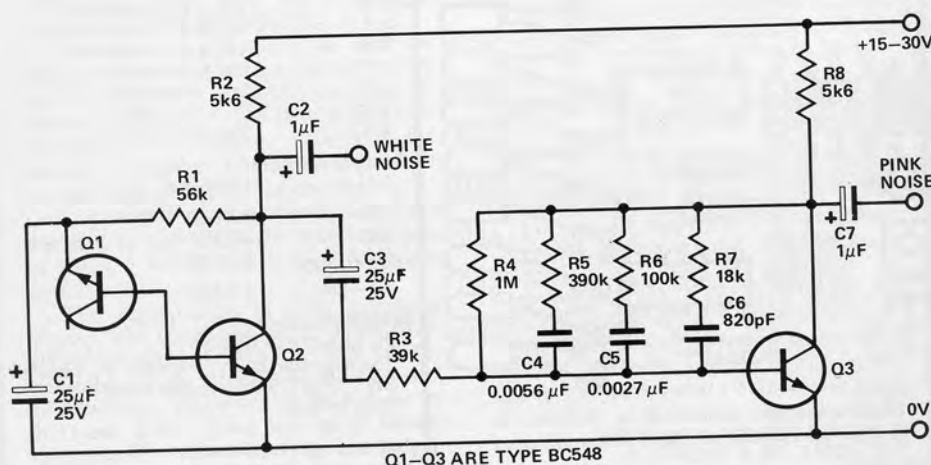 +15–30V
R2
5k6
R8
5k6
C2
1μF
+
WHITE
NOISE
PINK
NOISE
R1
56k
+
C7
1μF
Q1
+
C3
25μF
25V
R4
1M
R5
390k
R6
100k
R7
18k
C6
820pF
R3
39k
Q2
C4
0.0056 μF
C5
0.0027 μF
Q3
+
C1
25μF
25V
0V
Q1–Q3 ARE TYPE BC548